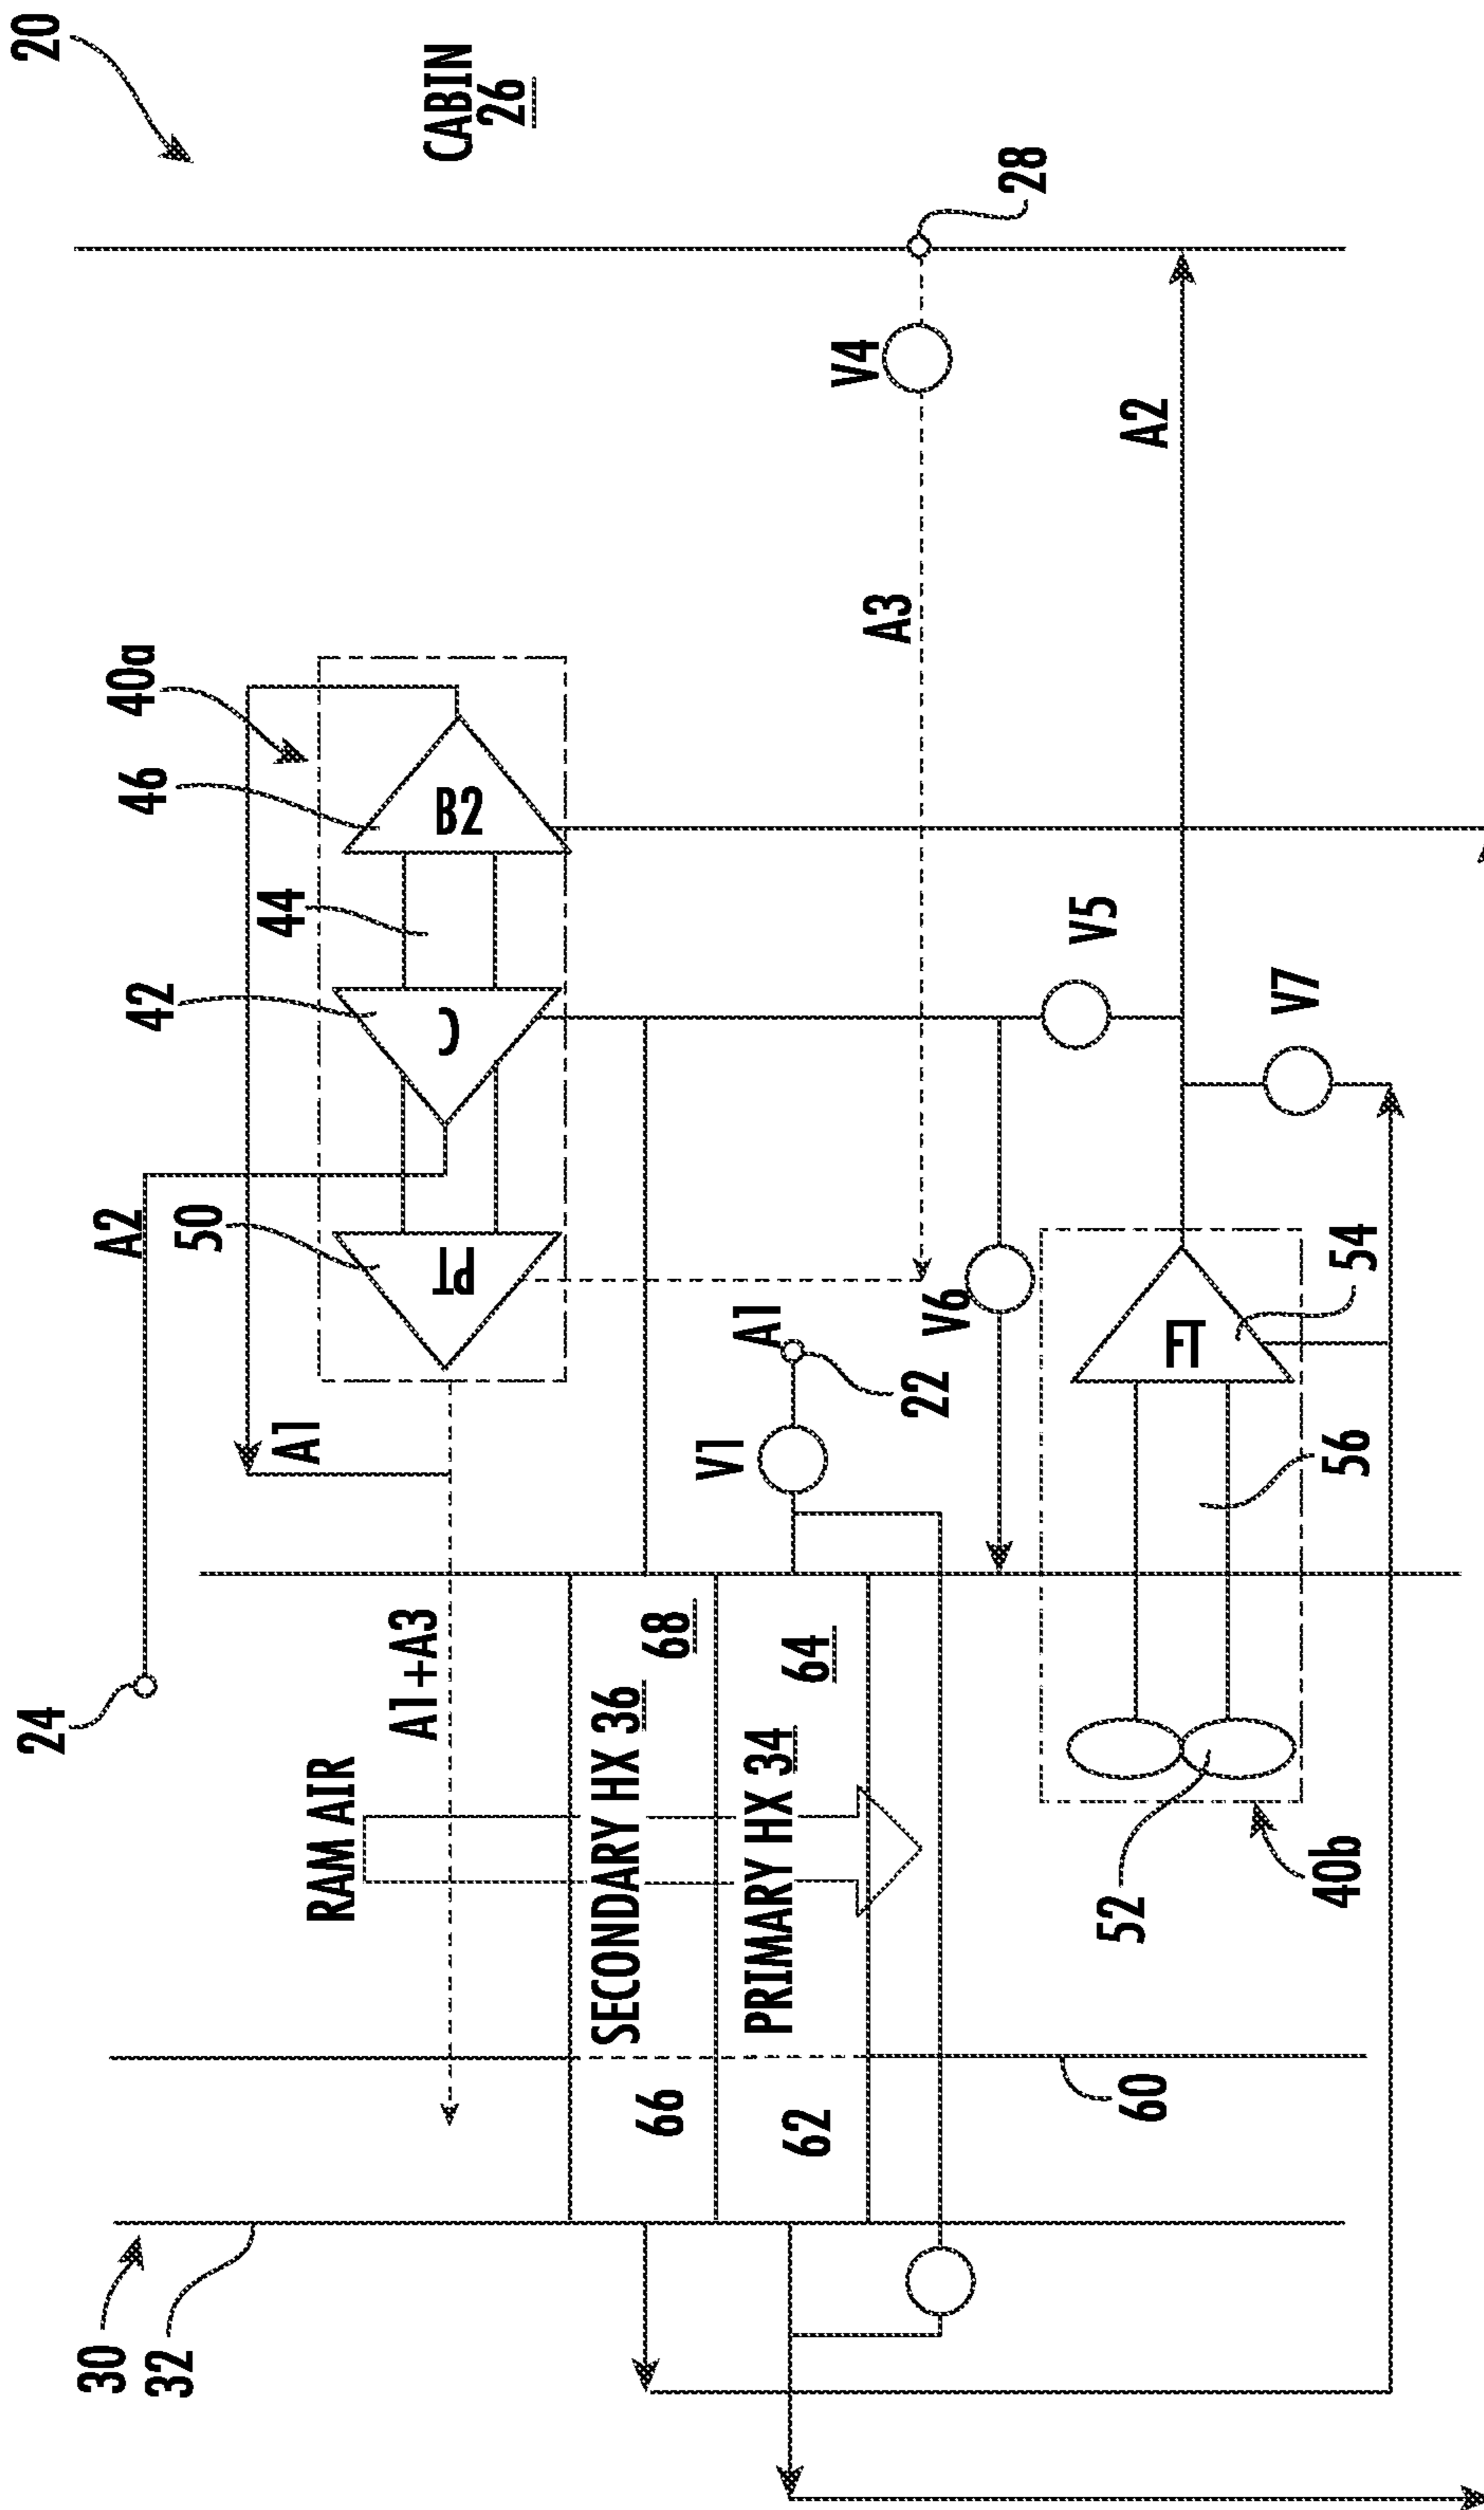 20
CABIN
26
28
V4
A2
A3
40a
46
B2
44
42
C
V5
V7
A2
50
PT
V6
A1
22
54
FT
A1
V1
56
24
A1+A3
68
64
RAM AIR
SECONDARY HX 36
PRIMARY HX 34
52
40b
66
62
60
30
32